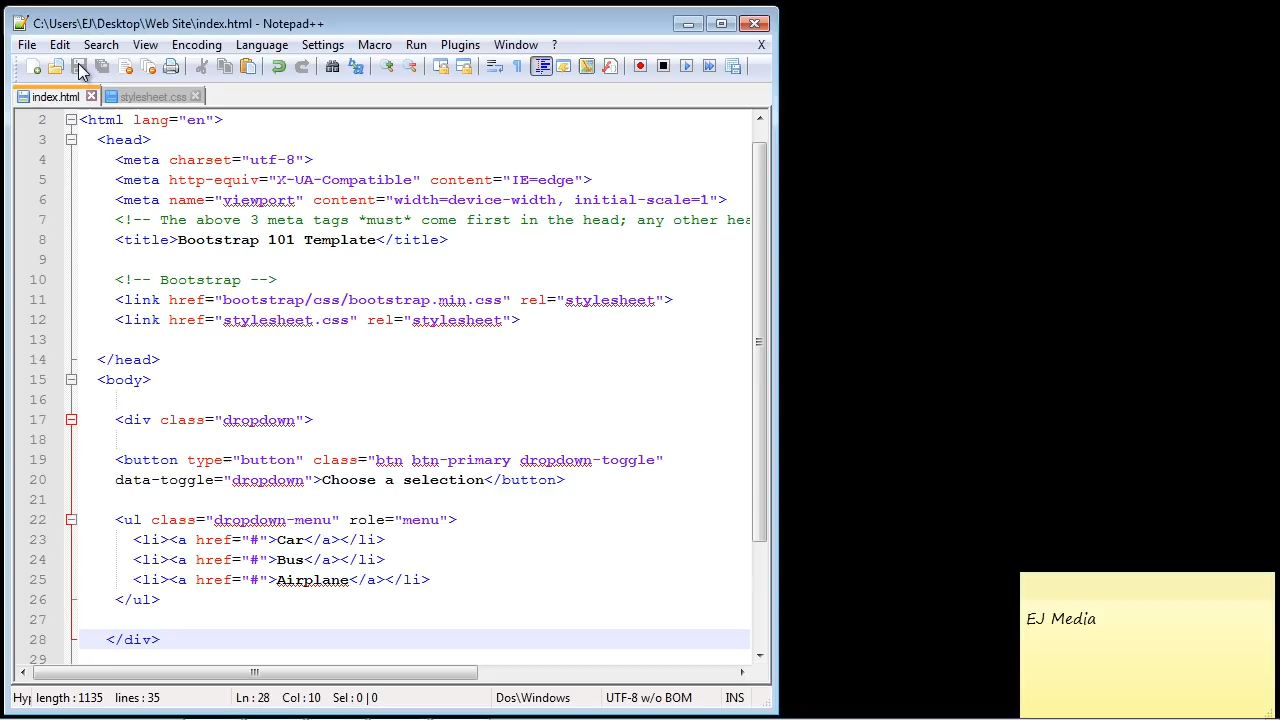 C:\Users\EJ\Desktop\Web Site\index.html - Notepad++
File Edit Search View Encoding Language Settings Macro Run Plugins Window ? X
index.html stylesheet.css
2 <html lang="en">
3 <head>
4 <meta charset="utf-8">
5 <meta http-equiv="X-UA-Compatible" content="IE=edge">
6 <meta name="viewport" content="width=device-width, initial-scale=1">
7 <!-- The above 3 meta tags *must* come first in the head; any other hea
8 <title>Bootstrap 101 Template</title>
9
10 <!-- Bootstrap -->
11 <link href="bootstrap/css/bootstrap.min.css" rel="stylesheet">
12 <link href="stylesheet.css" rel="stylesheet">
13
14 </head>
15 <body>
16
17 <div class="dropdown">
18
19 <button type="button" class="btn btn-primary dropdown-toggle"
20 data-toggle="dropdown">Choose a selection</button>
21
22 <ul class="dropdown-menu" role="menu">
23 <li><a href="#">Car</a></li>
24 <li><a href="#">Bus</a></li>
25 <li><a href="#">Airplane</a></li>
26 </ul>
27
28 </div>
29
EJ Media
Hyp length : 1135 lines : 35 Ln : 28 Col : 10 Sel : 0 | 0 Dos\Windows UTF-8 w/o BOM INS